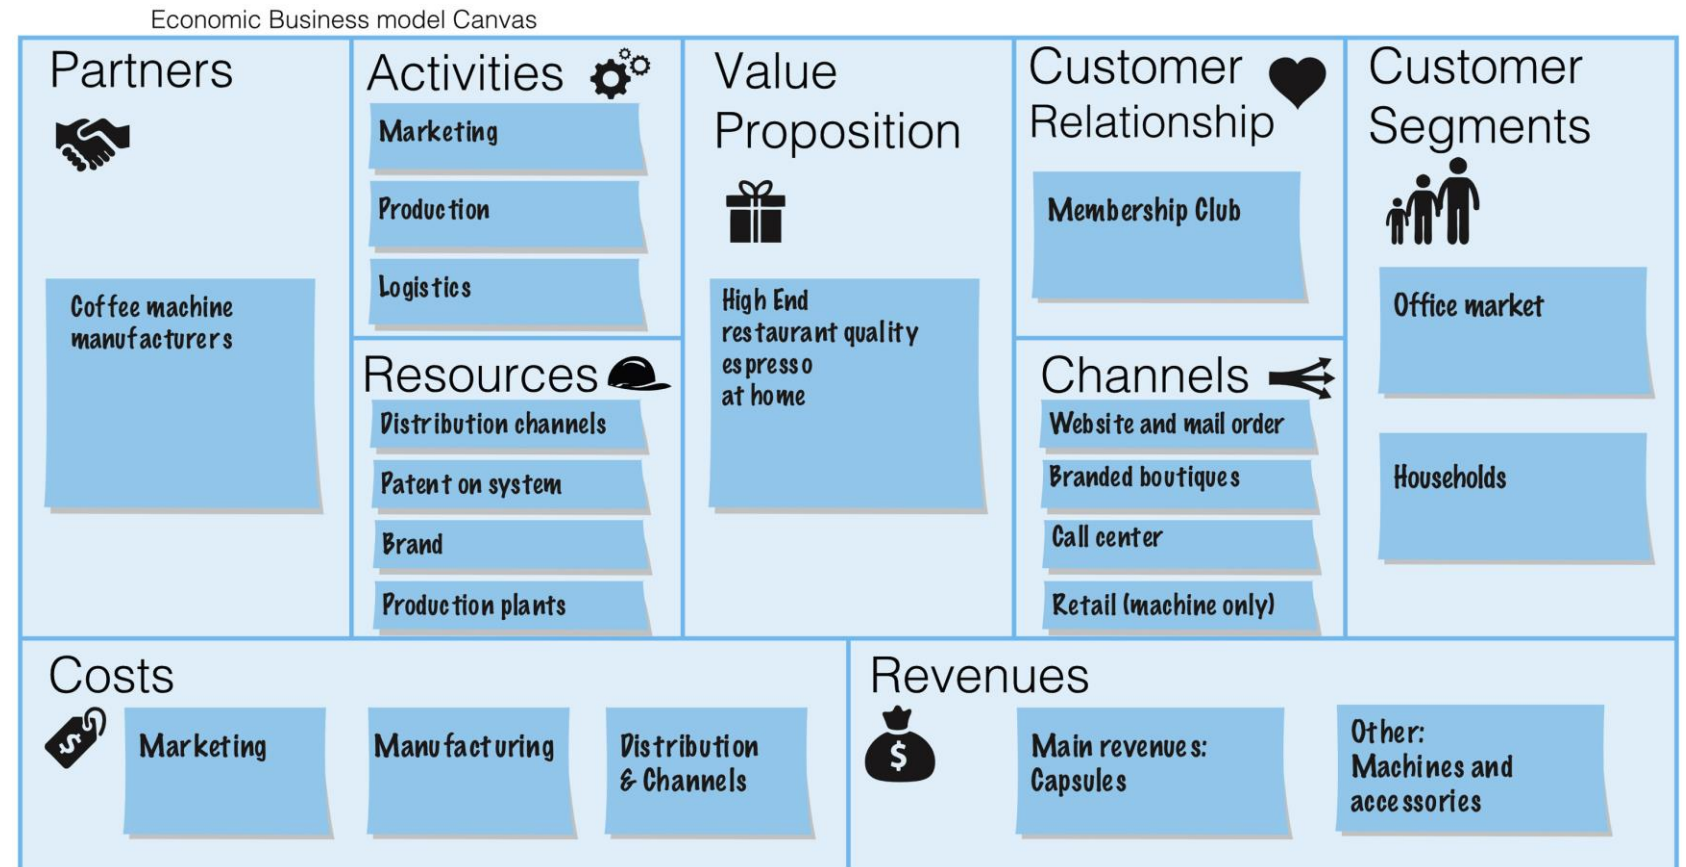 Economic Business model Canvas
Partners
Coffee machine
manufacturers
Activities
Marketing
Production
Logistics
Resources
Distribution channels
Patent on system
Brand
Production plants
Value
Proposition
High End
restaurant quality
espresso
at home
Customer
Relationship
Membership Club
Channels
Website and mail order
Branded boutiques
Call center
Retail (machine only)
Customer
Segments
Office market
Households
Costs
$
Marketing
Manufacturing
Distribution
& Channels
Revenues
$
Main revenues:
Capsules
Other:
Machines and
accessories